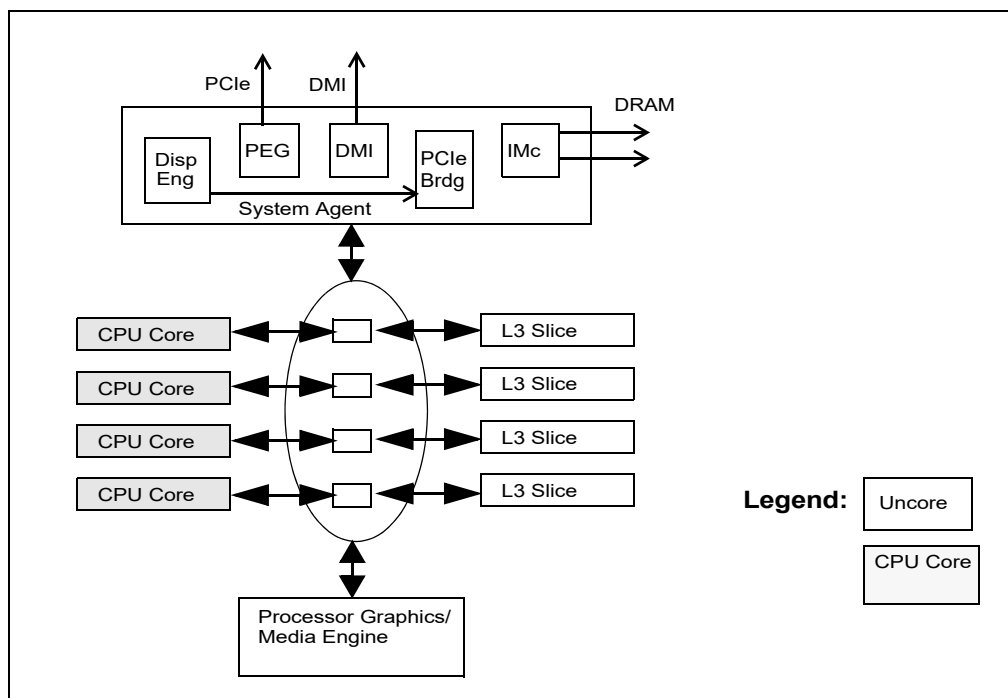 PCIe
DMI
DRAM
Disp
Eng
PEG
DMI
PCIe
Brdg
IMc
System Agent
CPU Core
L3 Slice
CPU Core
L3 Slice
CPU Core
L3 Slice
CPU Core
L3 Slice
Legend:
Uncore
CPU Core
Processor Graphics/
Media Engine